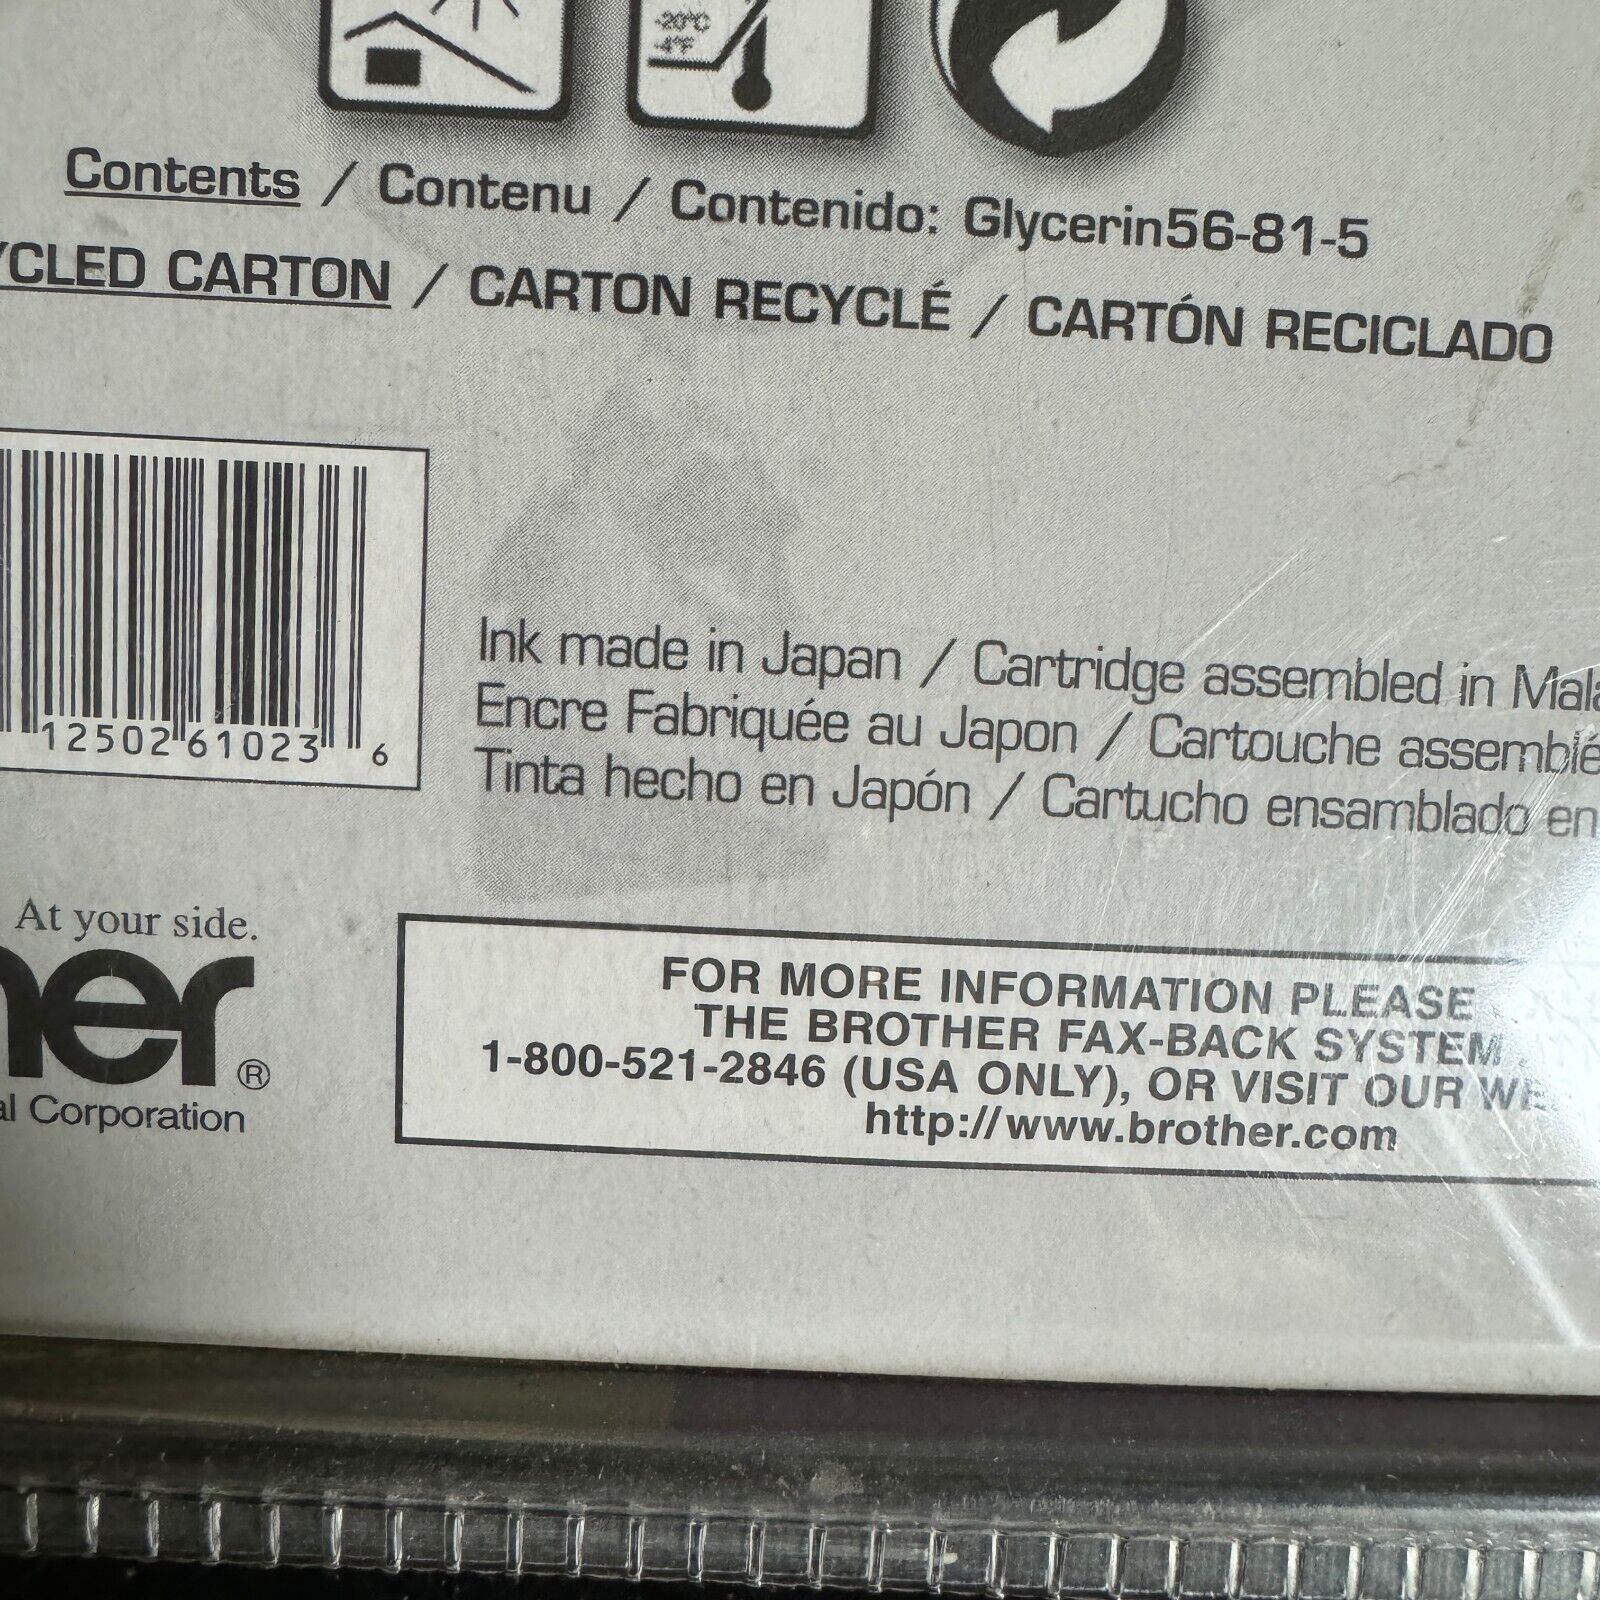 -20°C
-4°F
Contents / Contenu / Contenido: Glycerin56-81-5
YCLED CARTON / CARTON RECYCLÉ / CARTÓN RECICLADO
12502 61023 6
Ink made in Japan / Cartridge assembled in Mala
Encre Fabriquée au Japon / Cartouche assemblé
Tinta hecho en Japón / Cartucho ensamblado en
At your side.
her®
al Corporation
FOR MORE INFORMATION PLEASE
THE BROTHER FAX-BACK SYSTEM
1-800-521-2846 (USA ONLY), OR VISIT OUR WE
http://www.brother.com